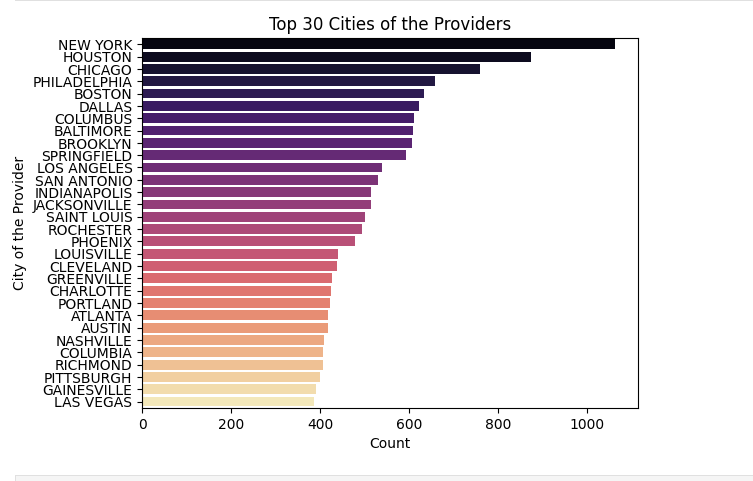 Top 30 Cities of the Providers
City of the Provider
NEW YORK
HOUSTON
CHICAGO
PHILADELPHIA
BOSTON
DALLAS
COLUMBUS
BALTIMORE
BROOKLYN
SPRINGFIELD
LOS ANGELES
SAN ANTONIO
INDIANAPOLIS
JACKSONVILLE
SAINT LOUIS
ROCHESTER
PHOENIX
LOUISVILLE
CLEVELAND
GREENVILLE
CHARLOTTE
PORTLAND
ATLANTA
AUSTIN
NASHVILLE
COLUMBIA
RICHMOND
PITTSBURGH
GAINESVILLE
LAS VEGAS
0 200 400 600 800 1000
Count